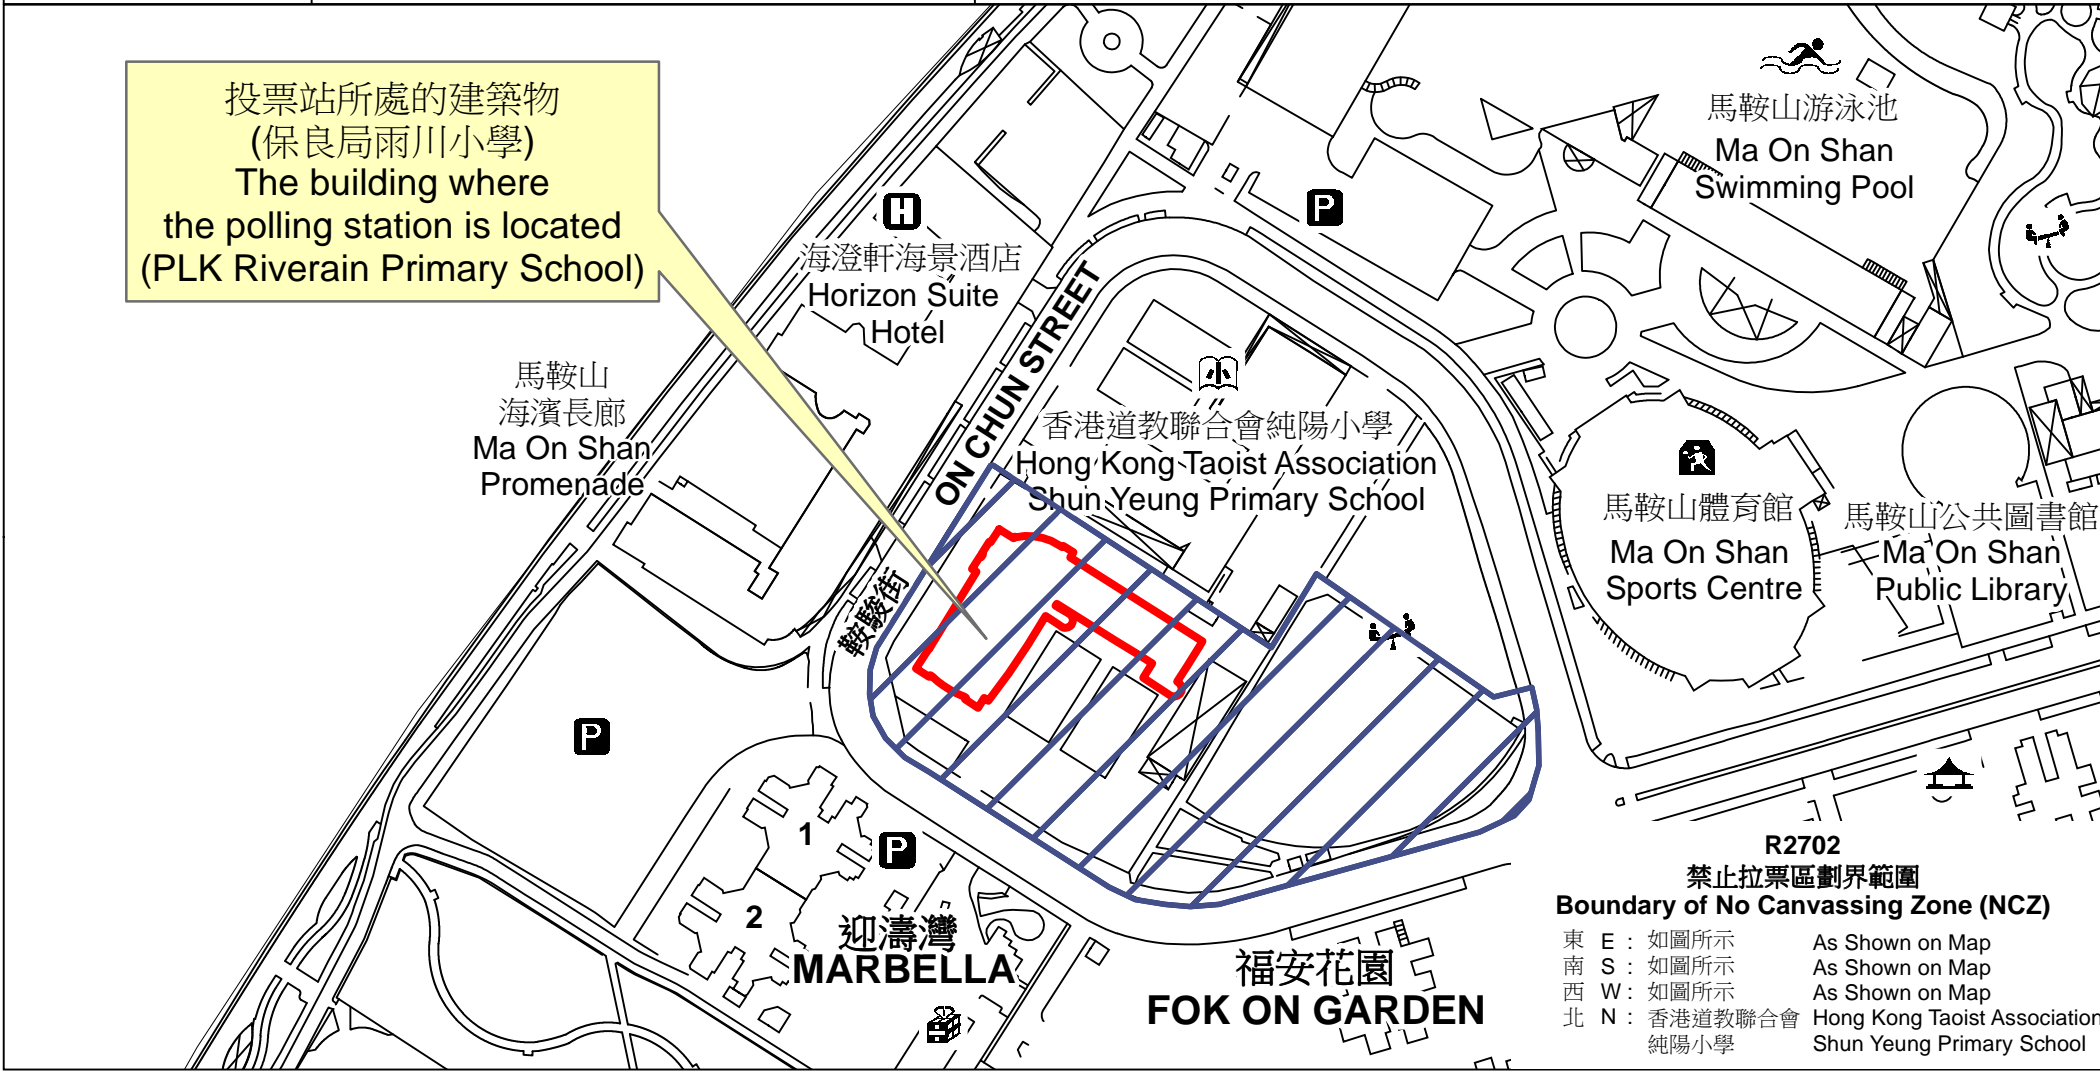 投票站所處的建築物
(保良局雨川小學)
The building where
the polling station is located
(PLK Riverain Primary School)
馬鞍山游泳池
Ma On Shan
Swimming Pool
H
P
海澄軒海景酒店
Horizon Suite
Hotel
ON CHUN STREET
鞍駿街
馬鞍山
海濱長廊
Ma On Shan
Promenade
香港道教聯合會純陽小學
Hong Kong Taoist Association
Shun Yeung Primary School
馬鞍山體育館
Ma On Shan
Sports Centre
馬鞍山公共圖書館
Ma On Shan
Public Library
P
1
P
2
迎濤灣
MARBELLA
福安花園
FOK ON GARDEN
R2702
禁止拉票區劃界範圍
Boundary of No Canvassing Zone (NCZ)
東 E : 如圖所示 As Shown on Map
南 S : 如圖所示 As Shown on Map
西 W : 如圖所示 As Shown on Map
北 N : 香港道教聯合會 Hong Kong Taoist Association
純陽小學 Shun Yeung Primary School